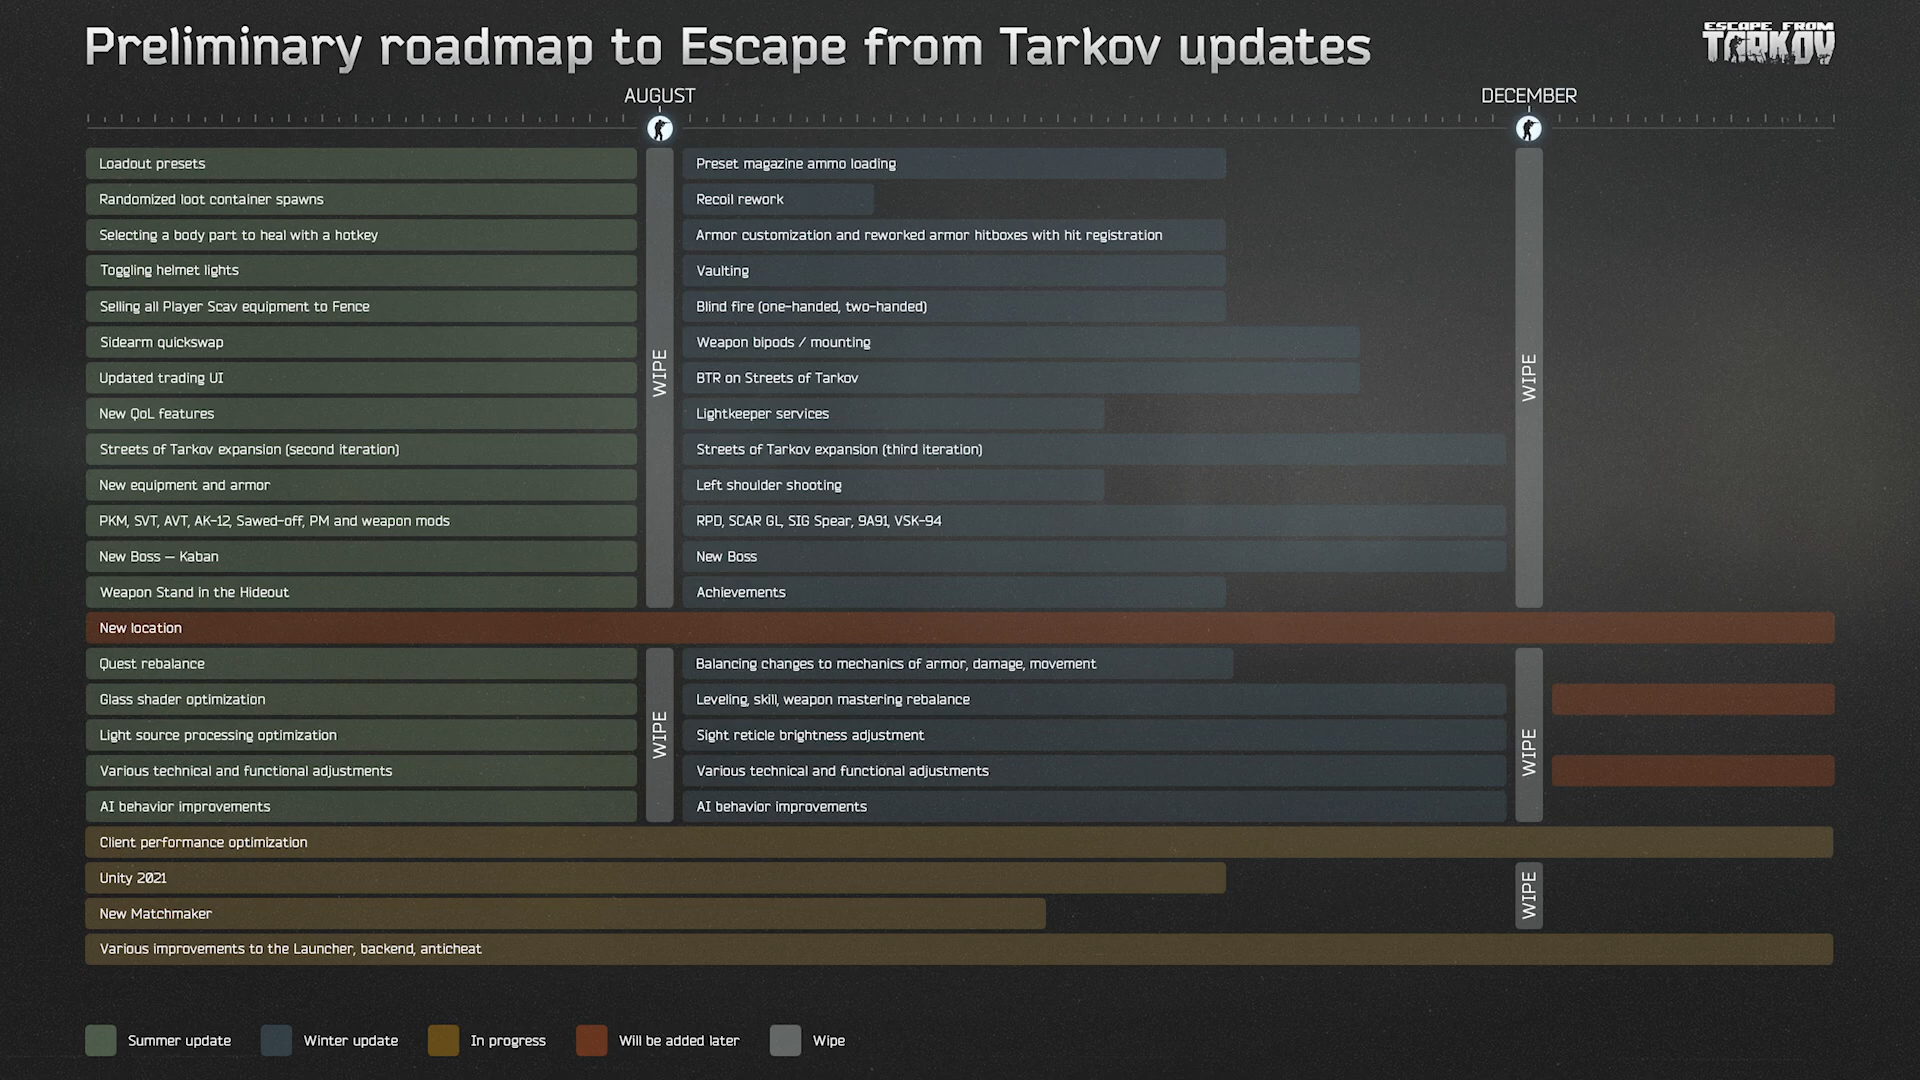 Preliminary roadmap to Escape from Tarkov updates
ESCAPE FROM
TARKOV
AUGUST
DECEMBER
Loadout presets
Preset magazine ammo loading
Randomized loot container spawns
Recoil rework
Selecting a body part to heal with a hotkey
Armor customization and reworked armor hitboxes with hit registration
Toggling helmet lights
Vaulting
Selling all Player Scav equipment to Fence
Blind fire (one-handed, two-handed)
Sidearm quickswap
Weapon bipods / mounting
Updated trading UI
WIPE
BTR on Streets of Tarkov
WIPE
New QoL features
Lightkeeper services
Streets of Tarkov expansion (second iteration)
Streets of Tarkov expansion (third iteration)
New equipment and armor
Left shoulder shooting
PKM, SVT, AVT, AK-12, Sawed-off, PM and weapon mods
RPD, SCAR GL, SIG Spear, 9A91, VSK-94
New Boss – Kaban
New Boss
Weapon Stand in the Hideout
Achievements
New location
Quest rebalance
Balancing changes to mechanics of armor, damage, movement
Glass shader optimization
Leveling, skill, weapon mastering rebalance
Light source processing optimization
WIPE
Sight reticle brightness adjustment
WIPE
Various technical and functional adjustments
Various technical and functional adjustments
AI behavior improvements
AI behavior improvements
Client performance optimization
Unity 2021
WIPE
New Matchmaker
Various improvements to the Launcher, backend, anticheat
Summer update
Winter update
In progress
Will be added later
Wipe